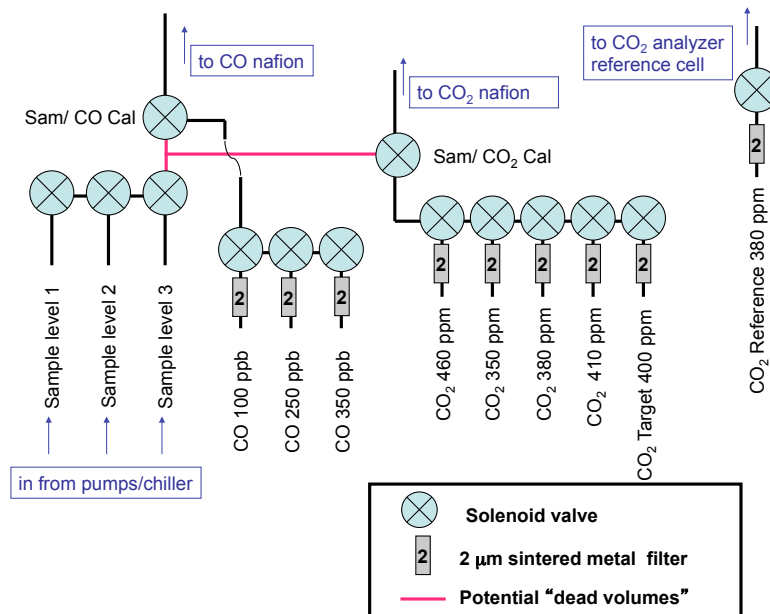 to CO nafion
to CO₂ analyzer
reference cell
to CO₂ nafion
Sam/ CO Cal
Sam/ CO₂ Cal
2
2
2
2
2
2
2
2
2
Sample level 1
Sample level 2
Sample level 3
CO 100 ppb
CO 250 ppb
CO 350 ppb
CO₂ 460 ppm
CO₂ 350 ppm
CO₂ 380 ppm
CO₂ 410 ppm
CO₂ Target 400 ppm
CO₂ Reference 380 ppm
in from pumps/chiller
Solenoid valve
2
2 μm sintered metal filter
Potential “dead volumes”